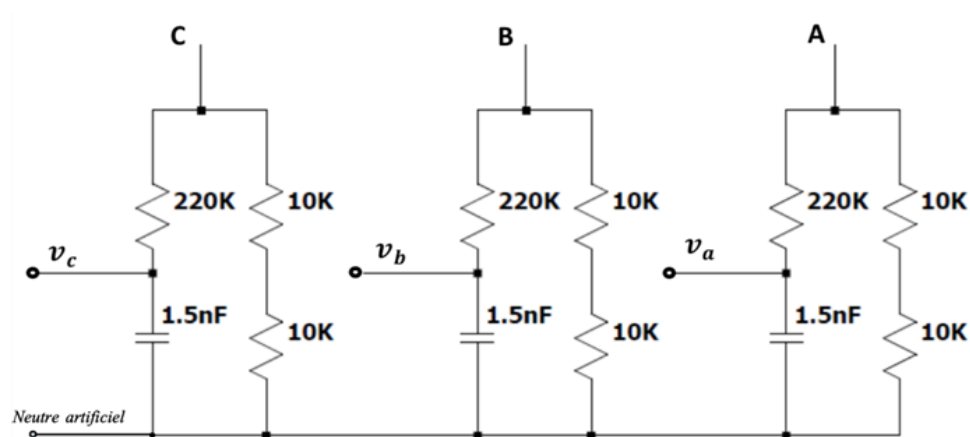 C B A
220K 10K 220K 10K 220K 10K
v_c v_b v_a
1.5nF 10K 1.5nF 10K 1.5nF 10K
Neutre artificiel